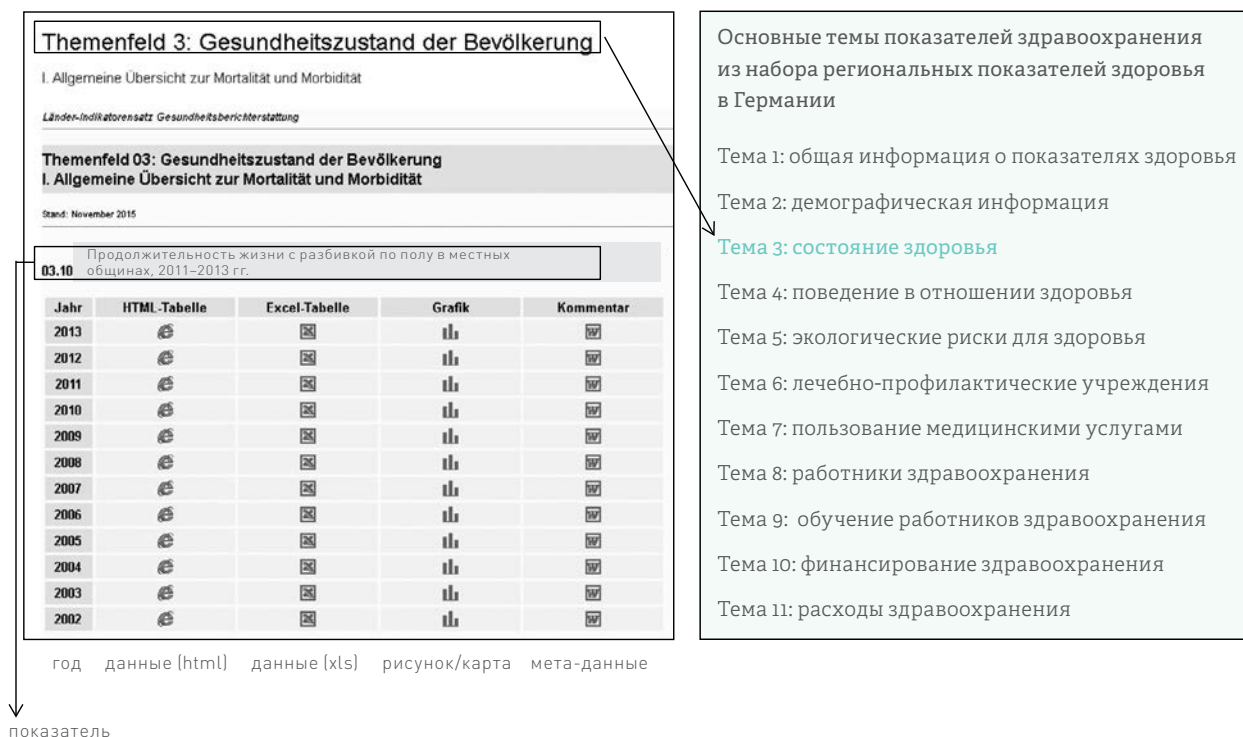 Themenfeld 3: Gesundheitszustand der Bevölkerung
I. Allgemeine Übersicht zur Mortalität und Morbidität
Länder-Indikatorensatz Gesundheitsberichterstattung
Themenfeld 03: Gesundheitszustand der Bevölkerung
I. Allgemeine Übersicht zur Mortalität und Morbidität
Stand: November 2015
Продолжительность жизни с разбивкой по полу в местных
03.10 общинах, 2011–2013 гг.
Jahr HTML-Tabelle Excel-Tabelle Grafik Kommentar
2013
2012
2011
2010
2009
2008
2007
2006
2005
2004
2003
2002
год данные (html) данные (xls) рисунок/карта мета-данные
показатель
Основные темы показателей здравоохранения
из набора региональных показателей здоровья
в Германии
Тема 1: общая информация о показателях здоровья
Тема 2: демографическая информация
Тема 3: состояние здоровья
Тема 4: поведение в отношении здоровья
Тема 5: экологические риски для здоровья
Тема 6: лечебно-профилактические учреждения
Тема 7: пользование медицинскими услугами
Тема 8: работники здравоохранения
Тема 9: обучение работников здравоохранения
Тема 10: финансирование здравоохранения
Тема 11: расходы здравоохранения